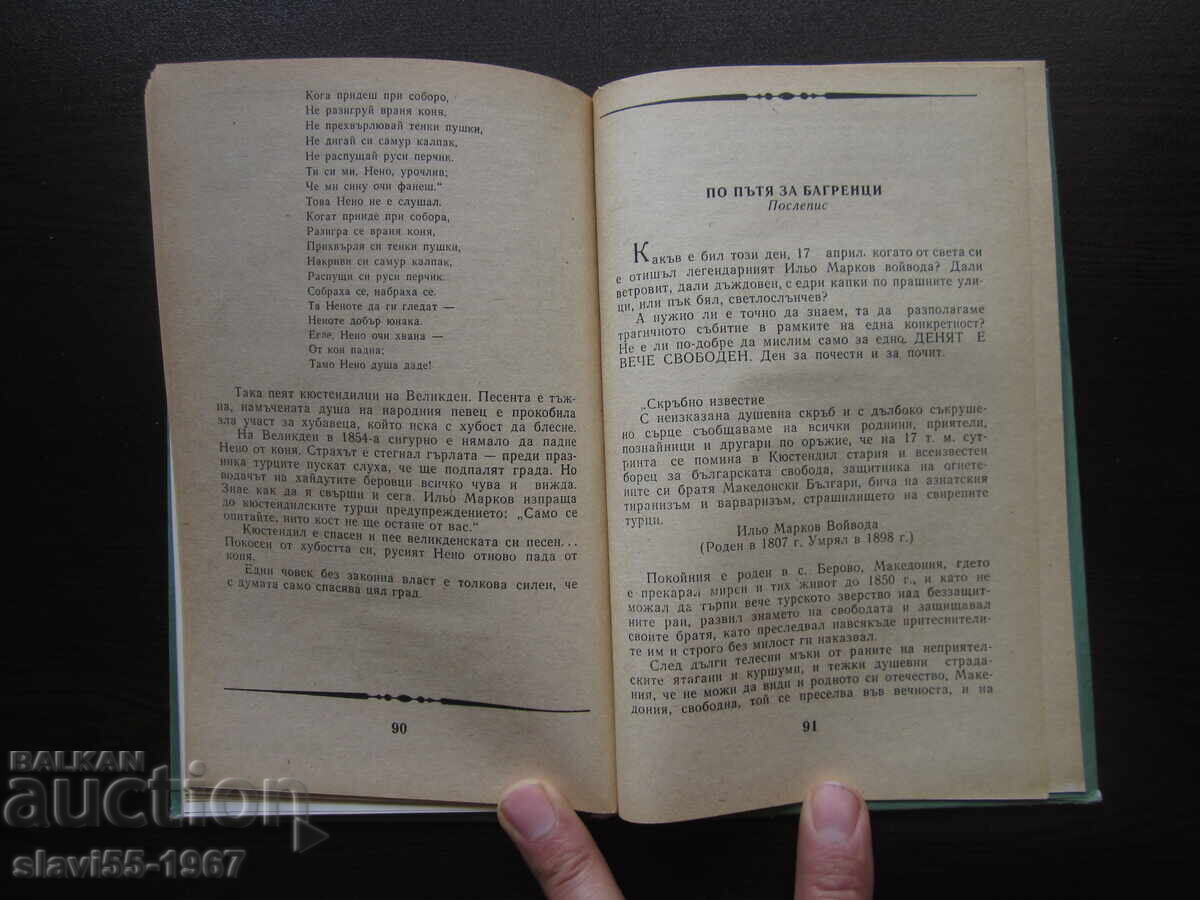 Кога придеш при соборо,
Не разигруй враня коня,
Не прехвърлювай тенки пушки,
Не дигай си самур калпак,
Не распущай руси перчик.
Ти си ми, Нено, урочлив;
Че ми сину очи фанеш.“
Това Нено не е слушал.
Когат прииде при собора,
Разигра се враня коня,
Прихвърля си тенки пушки,
Накриви си самур калпак,
Распущи си руси перчик.
Собраха се, набраха се.
Та Неноте да ги гледат —
Неноте добър юнака.
Егле, Нено очи хвана —
От кон падна;
Тамо Нено душа даде!
Така пеят кюстендилци на Великден. Песента е тъж-
на, намъчената душа на народния певец е прокобила
зла участ за хубавеца, който иска с хубост да блесне.
На Великден в 1854-а сигурно е нямало да падне
Нено от коня. Страхът е стегнал гърлата — преди праз-
ника турците пускат слуха, че ще подпалят града. Но
водачът на хайдутите беровци всичко чува и вижда.
Знае как да я свърши и сега. Ильо Марков изпраща
до кюстендилските турци предупреждението: „Само се
опитайте, нито кост не ще остане от вас.“
Кюстендил е спасен и пее великденската си песен...
Покосен от хубостта си, русият Нено отново пада от
коня.
Един човек без законна власт е толкова силен, че
с думата само спасява цял град.
90
ПО ПЪТЯ ЗА БАГРЕНЦИ
Послепис
Какъв е бил този ден, 17 април. когато от света си
е отишъл легендарният Ильо Марков войвода? Дали
ветровит, дали дъждовен, с едри капки по прашните ули-
ци, или пък бял, светлослънчев?
А нужно ли е точно да знаем, та да разполагаме
трагичното събитие в рамките на една конкретност?
Не е ли по-добре да мислим само за едно. ДЕНЯТ Е
ВЕЧЕ СВОБОДЕН. Ден за почести и за почит.
„Скръбно известие
С неизказана душевна скръб и с дълбоко съкруше-
но сърце съобщаваме на всички роднини, приятели,
познайници и другари по оръжие, че на 17 т. м. сут-
ринта се помина в Кюстендил стария и всеизвестен
борец за българската свобода, защитника на огнете-
ните си братя Македонски Българи, бича на азиатския
тиранизъм и варваризъм, страшилището на свирепите
турци.
Ильо Марков Войвода
(Роден в 1807 г. Умрял в 1898 г.)
Покойния е роден в с. Берово, Македония, гдето
е прекарал мирен и тих живот до 1850 г., и като не
можал да търпи вече турското зверство над беззащит-
ните раи, развил знамето на свободата и защищавал
своите братя, като преследвал навсякъде притеснители-
те им и строго без милост ги наказвал.
След дълги телесни мъки от раните на неприятел-
ските ятагани и куршуми, и тежки душевни страда-
ния, че не можи да види и родното си отечество, Маке-
дония, свободна, той се преселва във вечноста, и на
91
BALKAN
auction
slavi55-1967